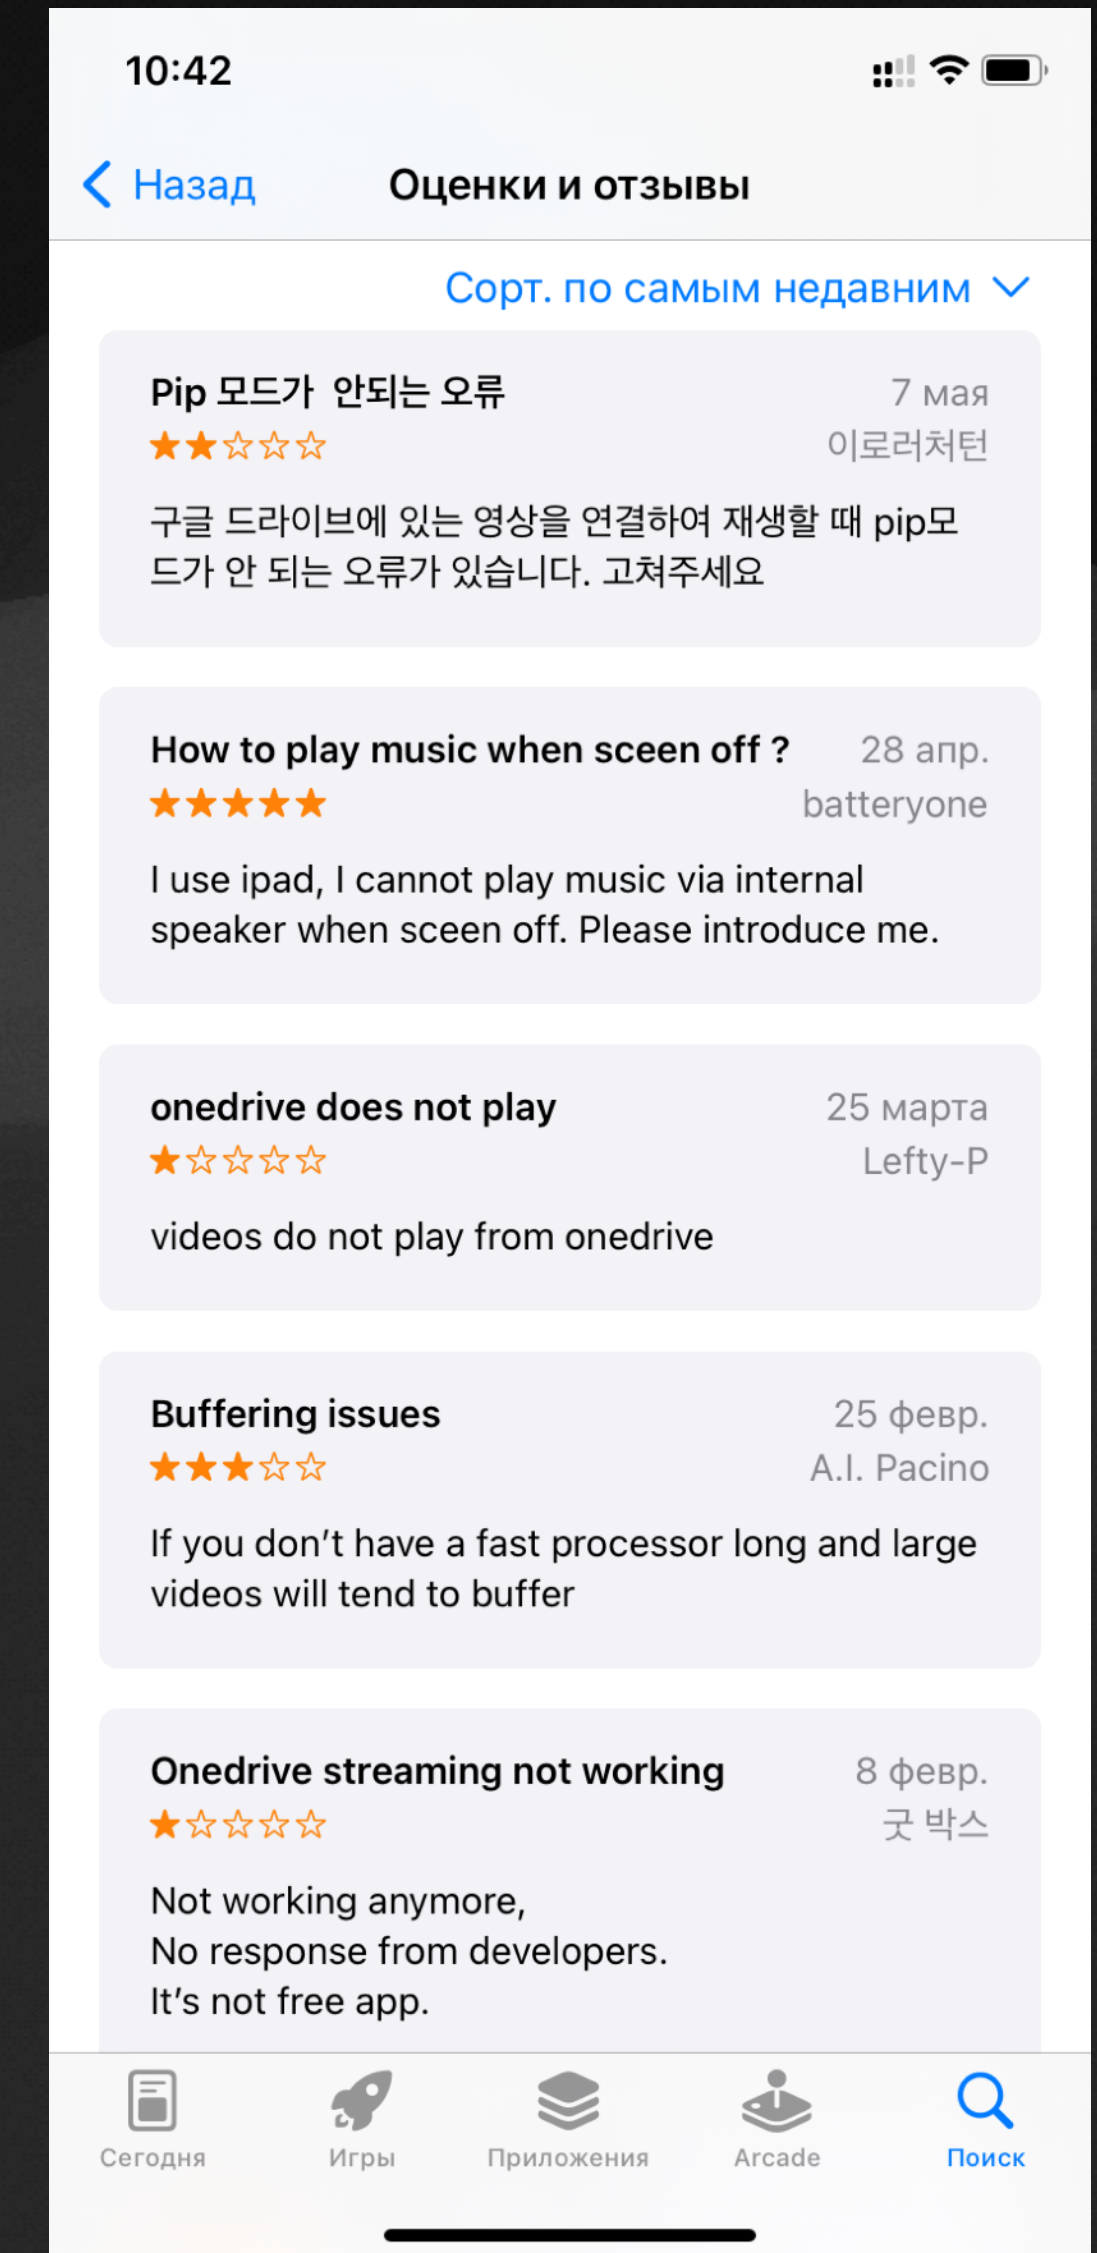 10:42
Назад
Оценки и отзывы
Сорт. по самым недавним
Pip 모드가  안되는 오류
7 мая
이로러처턴
구글 드라이브에 있는 영상을 연결하여 재생할 때 pip모
드가 안 되는 오류가 있습니다. 고쳐주세요
How to play music when sceen off ?
28 апр.
batteryone
I use ipad, I cannot play music via internal
speaker when sceen off. Please introduce me.
onedrive does not play
25 марта
Lefty-P
videos do not play from onedrive
Buffering issues
25 февр.
A.I. Pacino
If you don’t have a fast processor long and large
videos will tend to buffer
Onedrive streaming not working
8 февр.
굿 박스
Not working anymore,
No response from developers.
It’s not free app.
Сегодня
Игры
Приложения
Arcade
Поиск